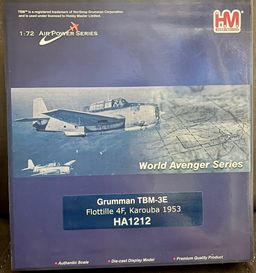 TBM™ is a registered trademark of Northrop Grumman Corporation
and is used under licensed to Hobby Master Limited.
HM
1:72 AIR POWER SERIES
World Avenger Series
Grumman TBM-3E
Flottille 4F, Karouba 1953
HA1212
- Authentic Scale
- Die-cast Display Model
- Premium Quality Product